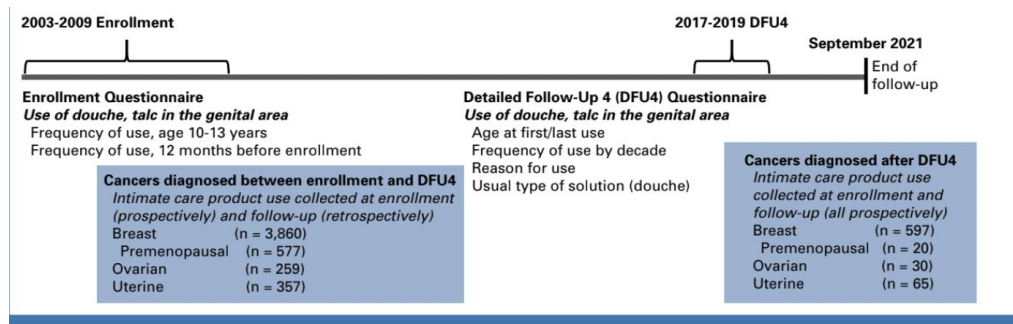 2003-2009 Enrollment
2017-2019 DFU4
September 2021
End of
follow-up
Enrollment Questionnaire
Use of douche, talc in the genital area
Frequency of use, age 10-13 years
Frequency of use, 12 months before enrollment
Cancers diagnosed between enrollment and DFU4
Intimate care product use collected at enrollment
(prospectively) and follow-up (retrospectively)
Breast (n = 3,860)
Premenopausal (n = 577)
Ovarian (n = 259)
Uterine (n = 357)
Detailed Follow-Up 4 (DFU4) Questionnaire
Use of douche, talc in the genital area
Age at first/last use
Frequency of use by decade
Reason for use
Usual type of solution (douche)
Cancers diagnosed after DFU4
Intimate care product use
collected at enrollment and
follow-up (all prospectively)
Breast (n = 597)
Premenopausal (n = 20)
Ovarian (n = 30)
Uterine (n = 65)